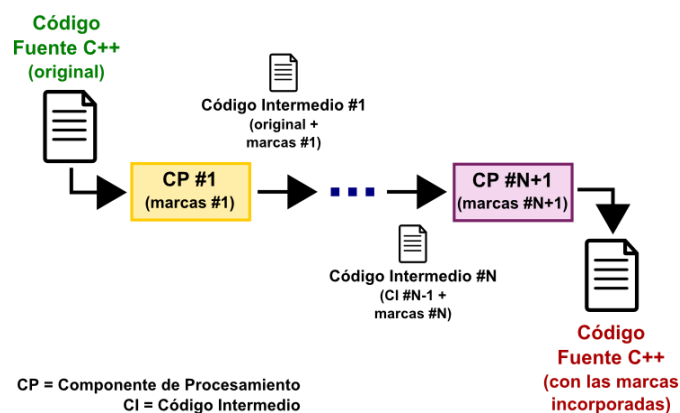 Código
Fuente C++
(original)
Código Intermedio #1
(original +
marcas #1)
CP #1
(marcas #1)
CP #N+1
(marcas #N+1)
Código Intermedio #N
(CI #N-1 +
marcas #N)
Código
Fuente C++
(con las marcas
incorporadas)
CP = Componente de Procesamiento
CI = Código Intermedio